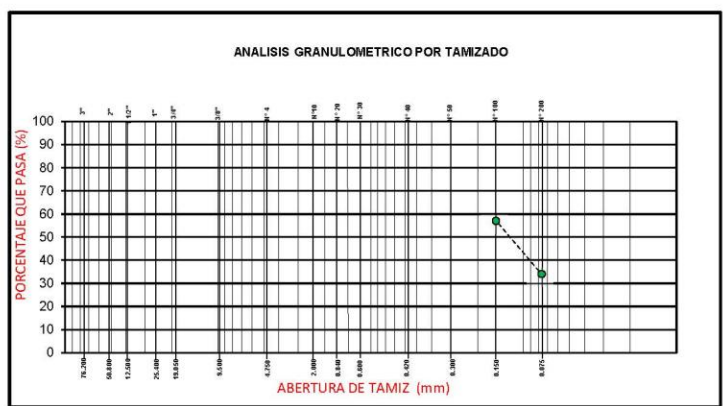 ANALISIS GRANULOMETRICO POR TAMIZADO
3" 2" 1/2" 1" 3/4" 3/8" N° 4 N°10 N° 20 N° 30 N° 40 N° 50 N° 100 N° 200
PORCENTAJE QUE PASA (%)
100
90
80
70
60
50
40
30
20
10
0
76.200 50.800 12.500 25.400 19.050 9.500 4.750 2.000 0.840 0.600 0.420 0.300 0.150 0.075
ABERTURA DE TAMIZ (mm)